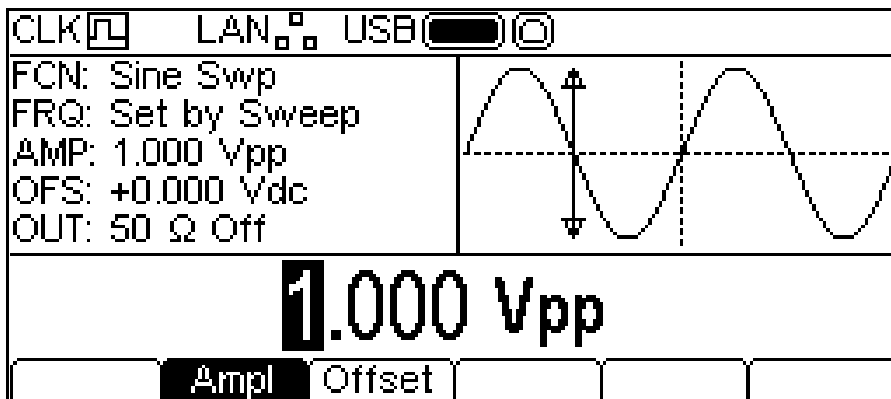 CLK LAN USB
FCN: Sine Swp
FRQ: Set by Sweep
AMP: 1.000 Vpp
OFS: +0.000 Vdc
OUT: 50 Ω Off
1.000 Vpp
Ampl Offset